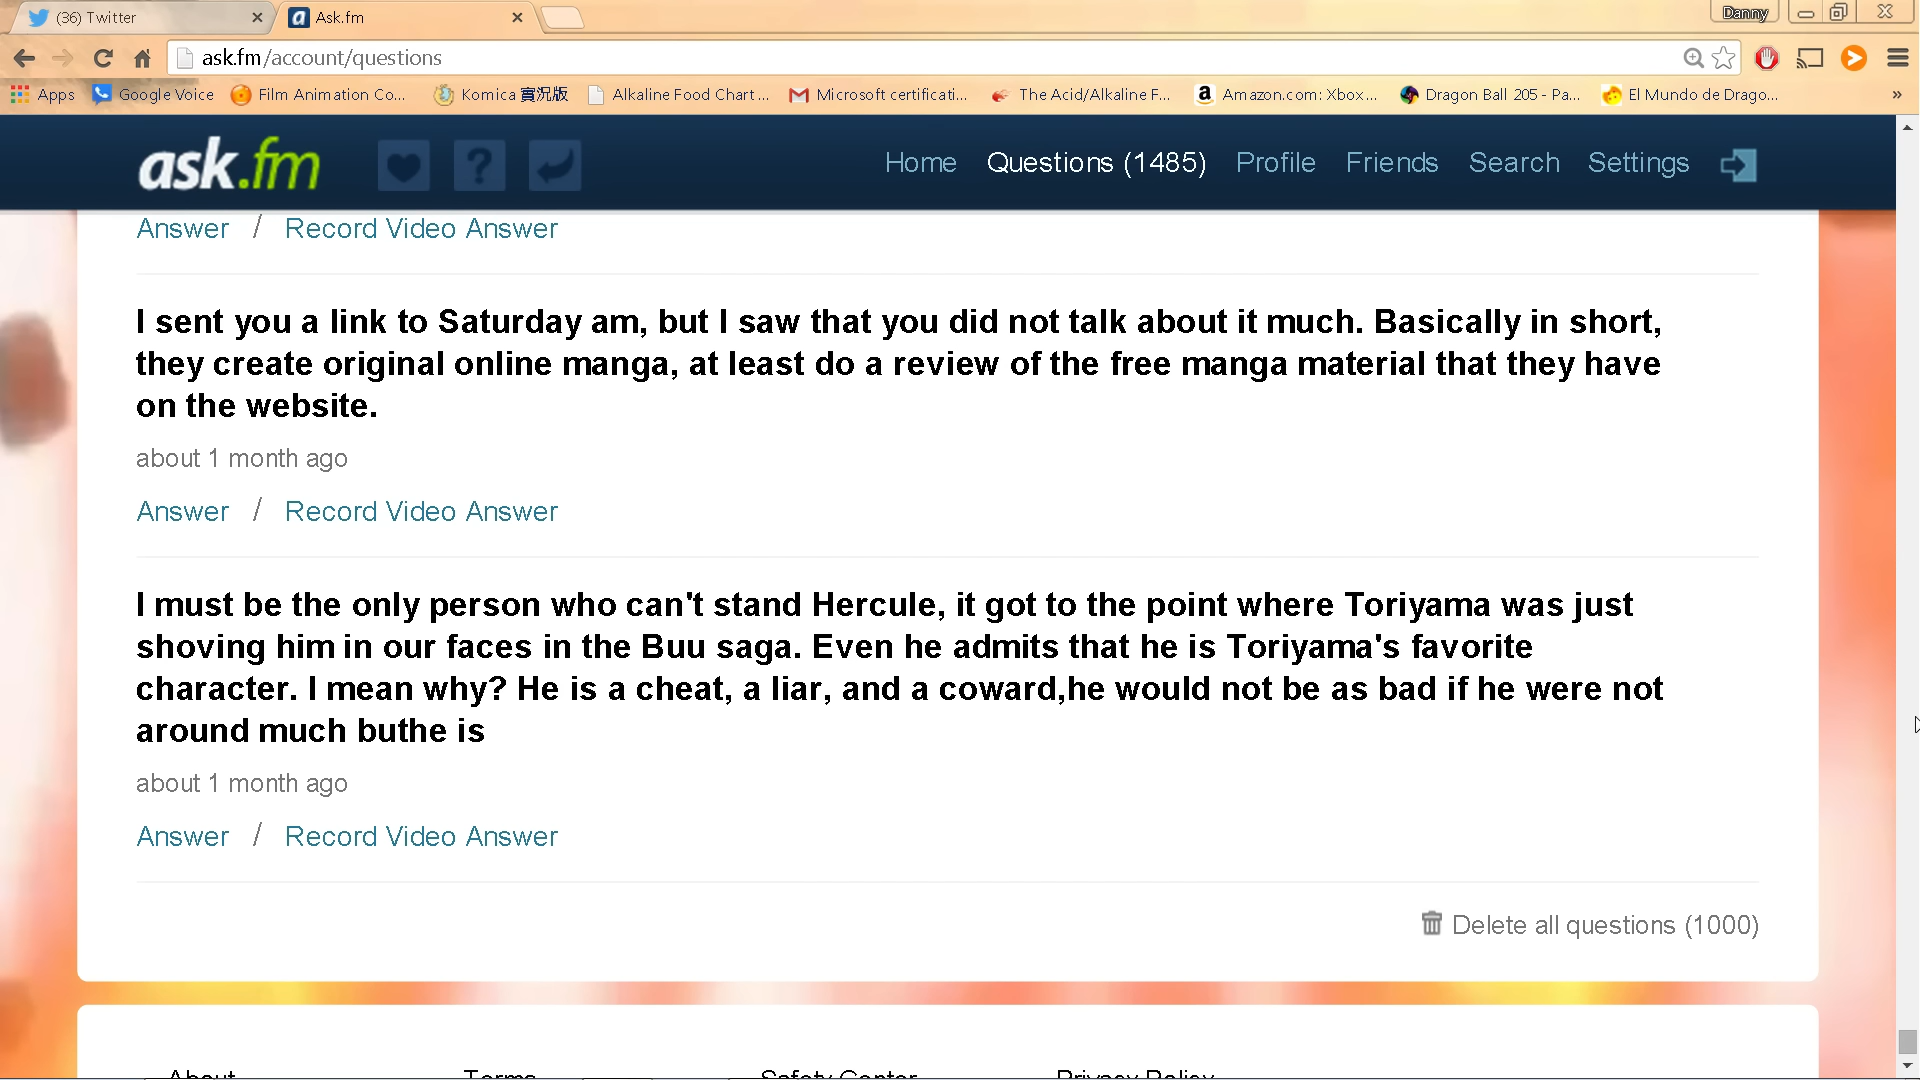 (36) Twitter
Ask.fm
Danny
ask.fm/account/questions
Apps
Google Voice
Film Animation Co...
Komica 實況版
Alkaline Food Chart ...
Microsoft certificati...
The Acid/Alkaline F...
Amazon.com: Xbox...
Dragon Ball 205 - Pa...
El Mundo de Drago...
»
ask.fm
Home
Questions (1485)
Profile
Friends
Search
Settings
Answer / Record Video Answer
I sent you a link to Saturday am, but I saw that you did not talk about it much. Basically in short,
they create original online manga, at least do a review of the free manga material that they have
on the website.
about 1 month ago
Answer / Record Video Answer
I must be the only person who can't stand Hercule, it got to the point where Toriyama was just
shoving him in our faces in the Buu saga. Even he admits that he is Toriyama's favorite
character. I mean why? He is a cheat, a liar, and a coward,he would not be as bad if he were not
around much buthe is
about 1 month ago
Answer / Record Video Answer
Delete all questions (1000)
About
Terms
Safety Center
Privacy Policy